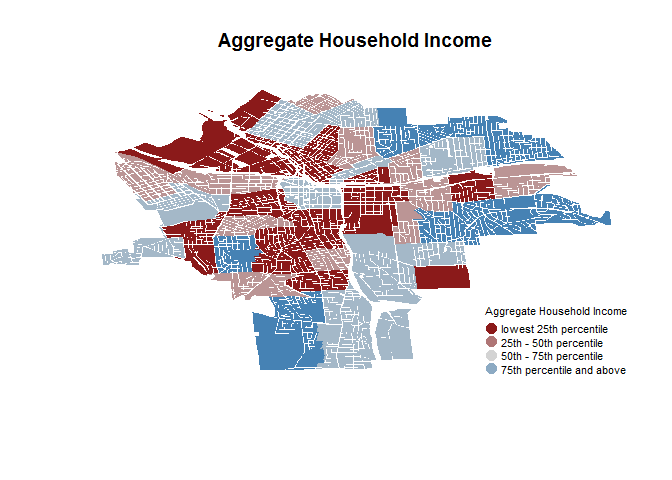 Aggregate Household Income
Aggregate Household Income
lowest 25th percentile
25th - 50th percentile
50th - 75th percentile
75th percentile and above